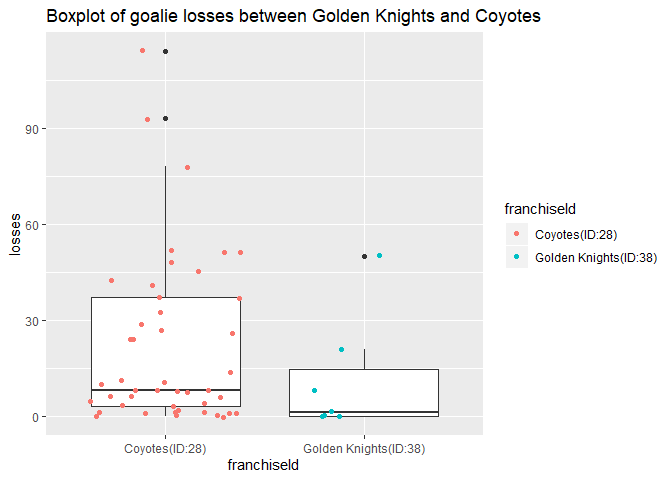 Boxplot of goalie losses between Golden Knights and Coyotes
losses
90
60
30
0
Coyotes(ID:28)
Golden Knights(ID:38)
franchiseId
franchiseId
Coyotes(ID:28)
Golden Knights(ID:38)